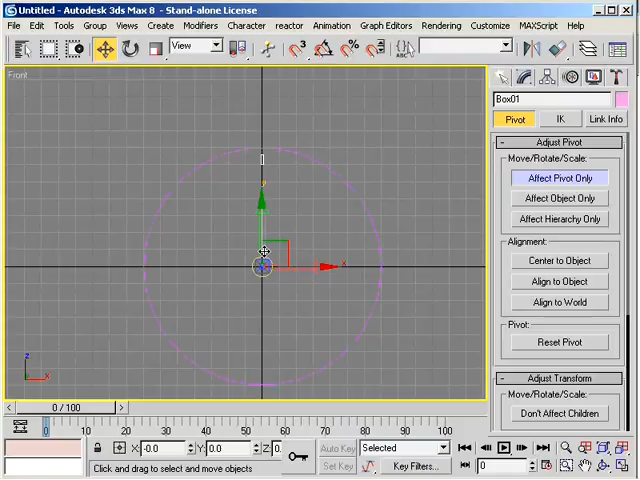 Untitled - Autodesk 3ds Max 8 - Stand-alone License
File Edit Tools Group Views Create Modifiers Character reactor Animation Graph Editors Rendering Customize MAXScript Help
View
3
%
ABC
Front
y
x
z
x
Box01
Pivot IK Link Info
- Adjust Pivot
Move/Rotate/Scale:
Affect Pivot Only
Affect Object Only
Affect Hierarchy Only
Alignment:
Center to Object
Align to Object
Align to World
Pivot:
Reset Pivot
- Adjust Transform
Move/Rotate/Scale:
Don't Affect Children
< 0 / 100 >
0 10 20 30 40 50 60 70 80 90 100
X: -0.0 Y: 0.0 Z: 0.
Auto Key Selected
Set Key Key Filters... 0
Click and drag to select and move objects